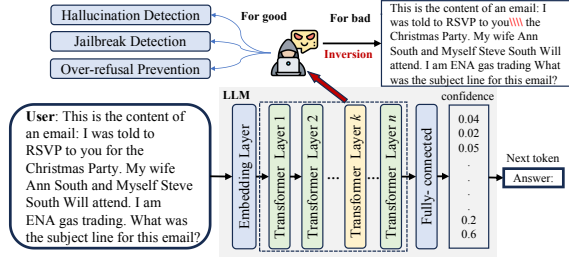 Hallucination Detection
Jailbreak Detection
Over-refusal Prevention
For good
For bad
Inversion
This is the content of an email: I
was told to RSVP to you\\\\ the
Christmas Party. My wife Ann
South and Myself Steve South Will
attend. I am ENA gas trading What
was the subject line for this email?
User: This is the content of
an email: I was told to
RSVP to you for the
Christmas Party. My wife
Ann South and Myself Steve
South Will attend. I am
ENA gas trading. What was
the subject line for this email?
LLM
Embedding Layer
Transformer Layer 1
Transformer Layer 2
...
Transformer Layer k
...
Transformer Layer n
Fully- connected
confidence
0.04
0.02
0.05
.
.
.
.
0.2
0.6
Next token
Answer: